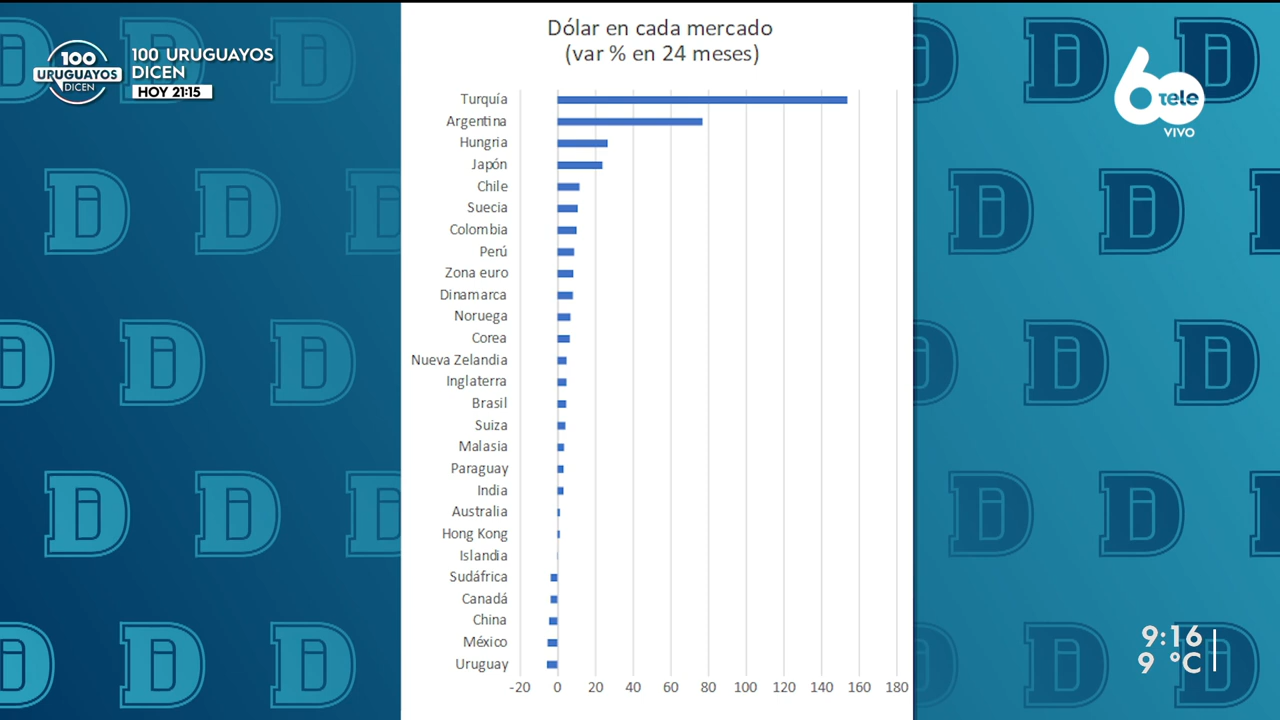 100
URUGUAYOS
DICEN
100 URUGUAYOS
DICEN
HOY 21:15
Dólar en cada mercado
(var % en 24 meses)
Turquía
Argentina
Hungria
Japón
Chile
Suecia
Colombia
Perú
Zona euro
Dinamarca
Noruega
Corea
Nueva Zelandia
Inglaterra
Brasil
Suiza
Malasia
Paraguay
India
Australia
Hong Kong
Islandia
Sudáfrica
Canadá
China
México
Uruguay
-20 0 20 40 60 80 100 120 140 160 180
60
Tele
VIVO
9:16
9 °C